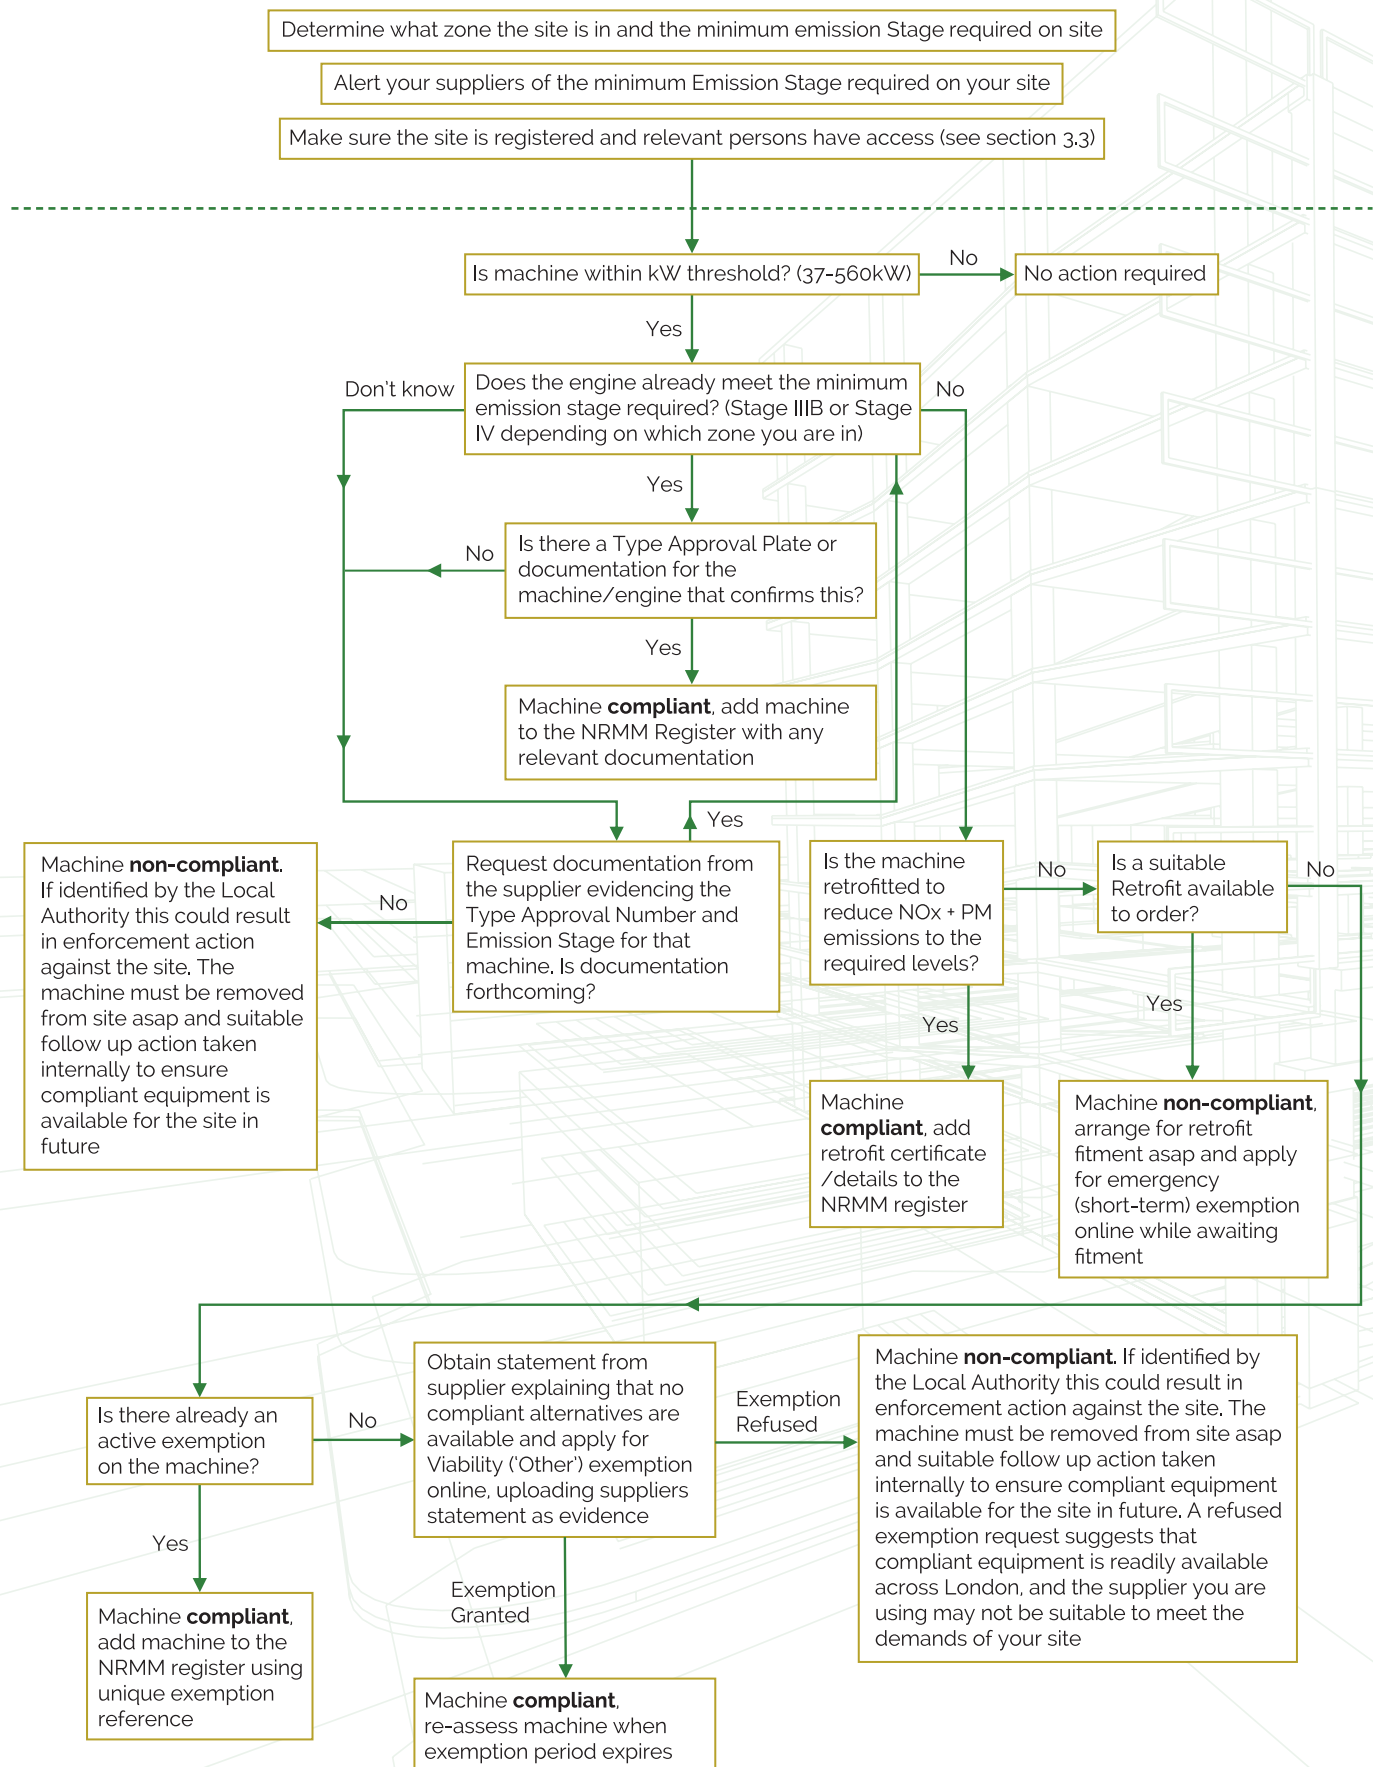 Determine what zone the site is in and the minimum emission Stage required on site
Alert your suppliers of the minimum Emission Stage required on your site
Make sure the site is registered and relevant persons have access (see section 3.3)
Is machine within kW threshold? (37-560kW)
No
No action required
Yes
Don't know
Does the engine already meet the minimum
emission stage required? (Stage IIIB or Stage
IV depending on which zone you are in)
No
Yes
No
Is there a Type Approval Plate or
documentation for the
machine/engine that confirms this?
Yes
Machine compliant, add machine
to the NRMM Register with any
relevant documentation
Yes
Machine non-compliant.
If identified by the Local
Authority this could result
in enforcement action
against the site. The
machine must be removed
from site asap and suitable
follow up action taken
internally to ensure
compliant equipment is
available for the site in
future
No
Request documentation from
the supplier evidencing the
Type Approval Number and
Emission Stage for that
machine. Is documentation
forthcoming?
Is the machine
retrofitted to
reduce NOx + PM
emissions to the
required levels?
No
Is a suitable
Retrofit available
to order?
No
Yes
Yes
Machine
compliant, add
retrofit certificate
/details to the
NRMM register
Machine non-compliant,
arrange for retrofit
fitment asap and apply
for emergency
(short-term) exemption
online while awaiting
fitment
Is there already an
active exemption
on the machine?
No
Obtain statement from
supplier explaining that no
compliant alternatives are
available and apply for
Viability ('Other') exemption
online, uploading suppliers
statement as evidence
Exemption
Refused
Machine non-compliant. If identified by
the Local Authority this could result in
enforcement action against the site. The
machine must be removed from site asap
and suitable follow up action taken
internally to ensure compliant equipment
is available for the site in future. A refused
exemption request suggests that
compliant equipment is readily available
across London, and the supplier you are
using may not be suitable to meet the
demands of your site
Yes
Exemption
Granted
Machine compliant,
add machine to the
NRMM register using
unique exemption
reference
Machine compliant,
re-assess machine when
exemption period expires